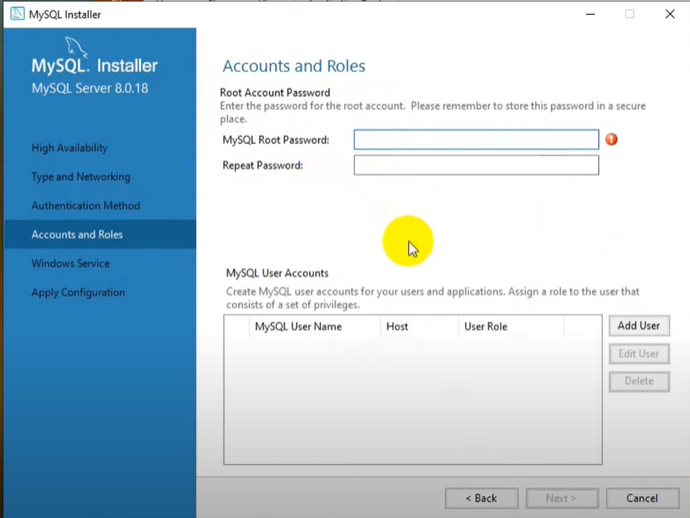 MySQL Installer
MySQL. Installer
MySQL Server 8.0.18
High Availability
Type and Networking
Authentication Method
Accounts and Roles
Windows Service
Apply Configuration
Accounts and Roles
Root Account Password
Enter the password for the root account. Please remember to store this password in a secure
place.
MySQL Root Password:
Repeat Password:
MySQL User Accounts
Create MySQL user accounts for your users and applications. Assign a role to the user that
consists of a set of privileges.
MySQL User Name Host User Role
Add User
Edit User
Delete
< Back Next > Cancel